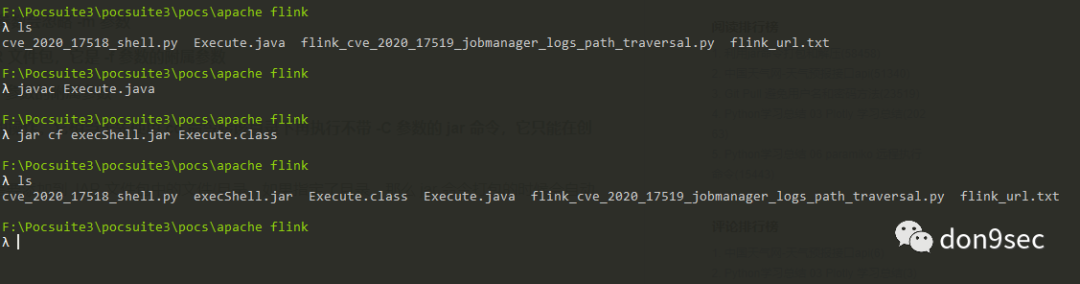 F:\Pocsuite3\pocsuite3\pocs\apache flink
λ ls
cve_2020_17518_shell.py  Execute.java  flink_cve_2020_17519_jobmanager_logs_path_traversal.py  flink_url.txt
F:\Pocsuite3\pocsuite3\pocs\apache flink
λ javac Execute.java
F:\Pocsuite3\pocsuite3\pocs\apache flink
λ jar cf execShell.jar Execute.class
F:\Pocsuite3\pocsuite3\pocs\apache flink
λ ls
cve_2020_17518_shell.py  execShell.jar  Execute.class  Execute.java  flink_cve_2020_17519_jobmanager_logs_path_traversal.py  flink_url.txt
F:\Pocsuite3\pocsuite3\pocs\apache flink
λ
don9sec